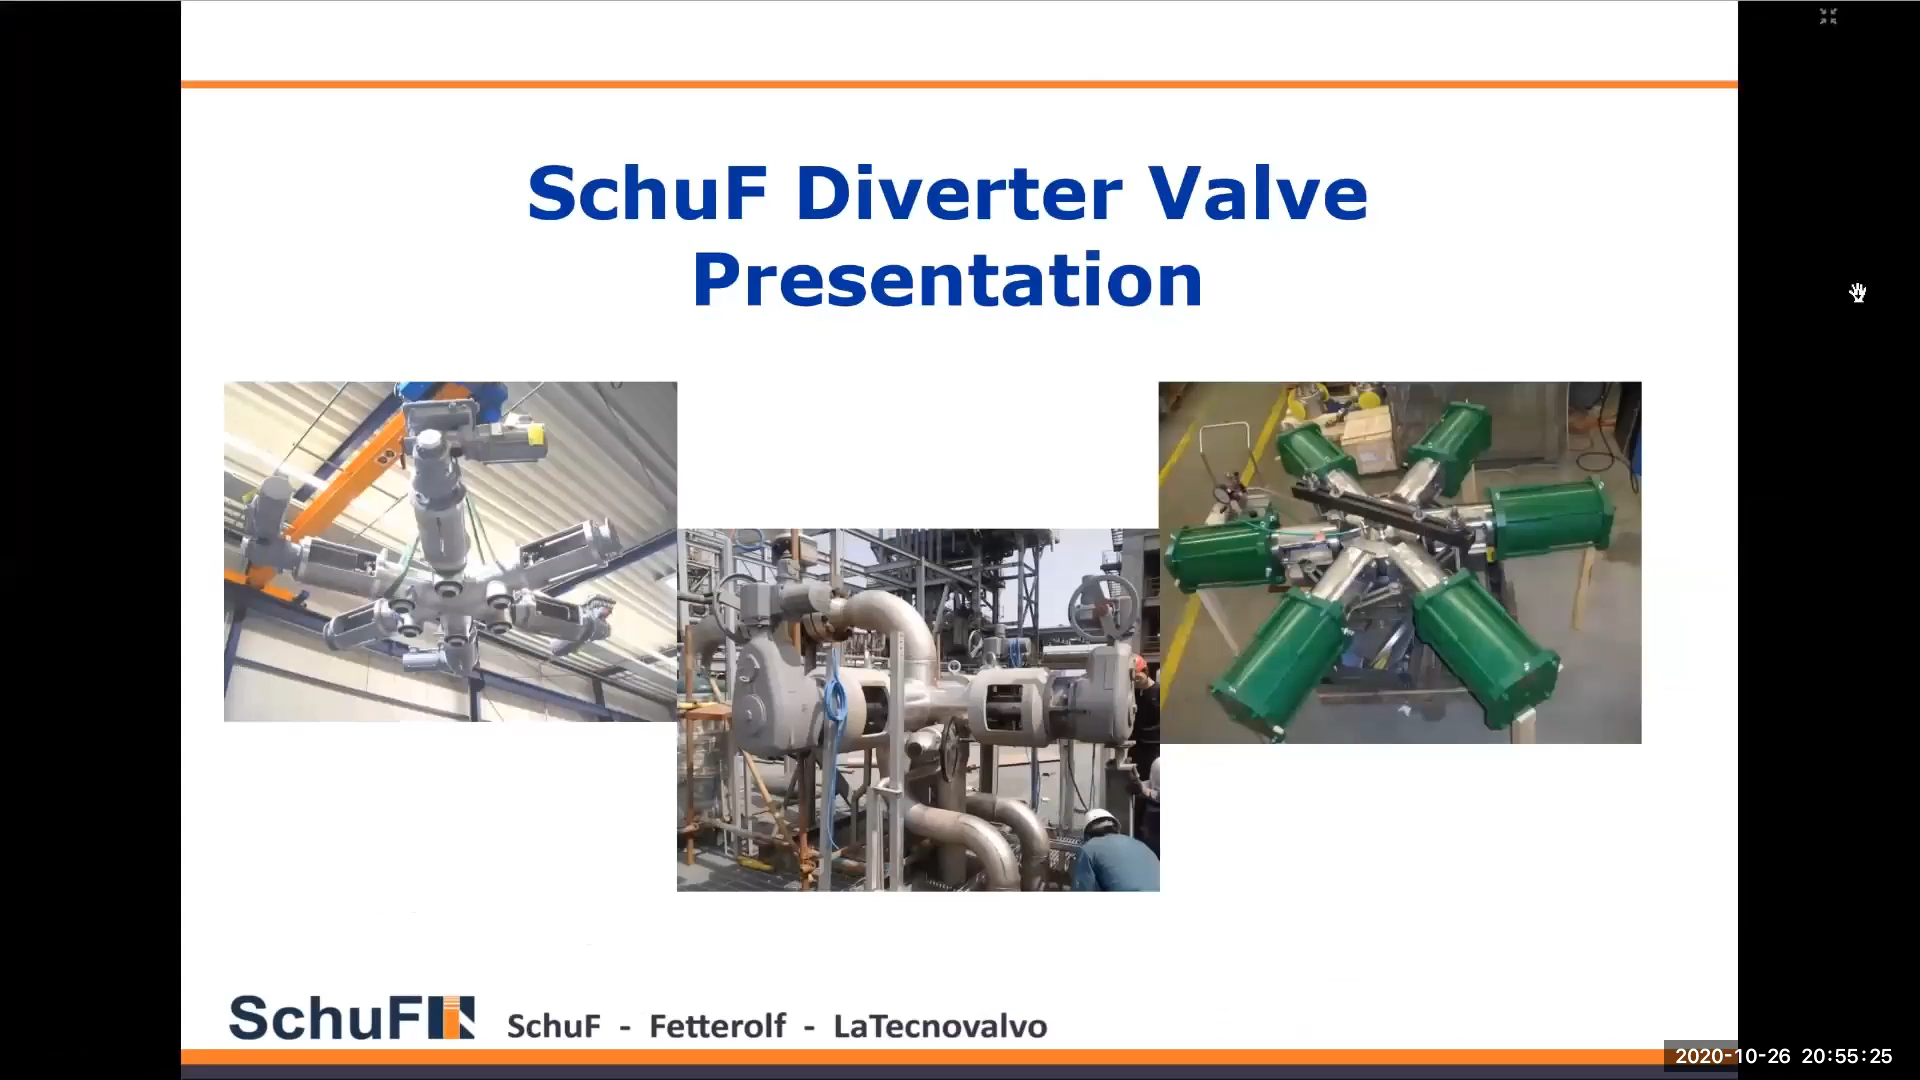 SchuF Diverter Valve
Presentation
SchuF
SchuF - Fetterolf - LaTecnovalvo
2020-10-26 20:55:25